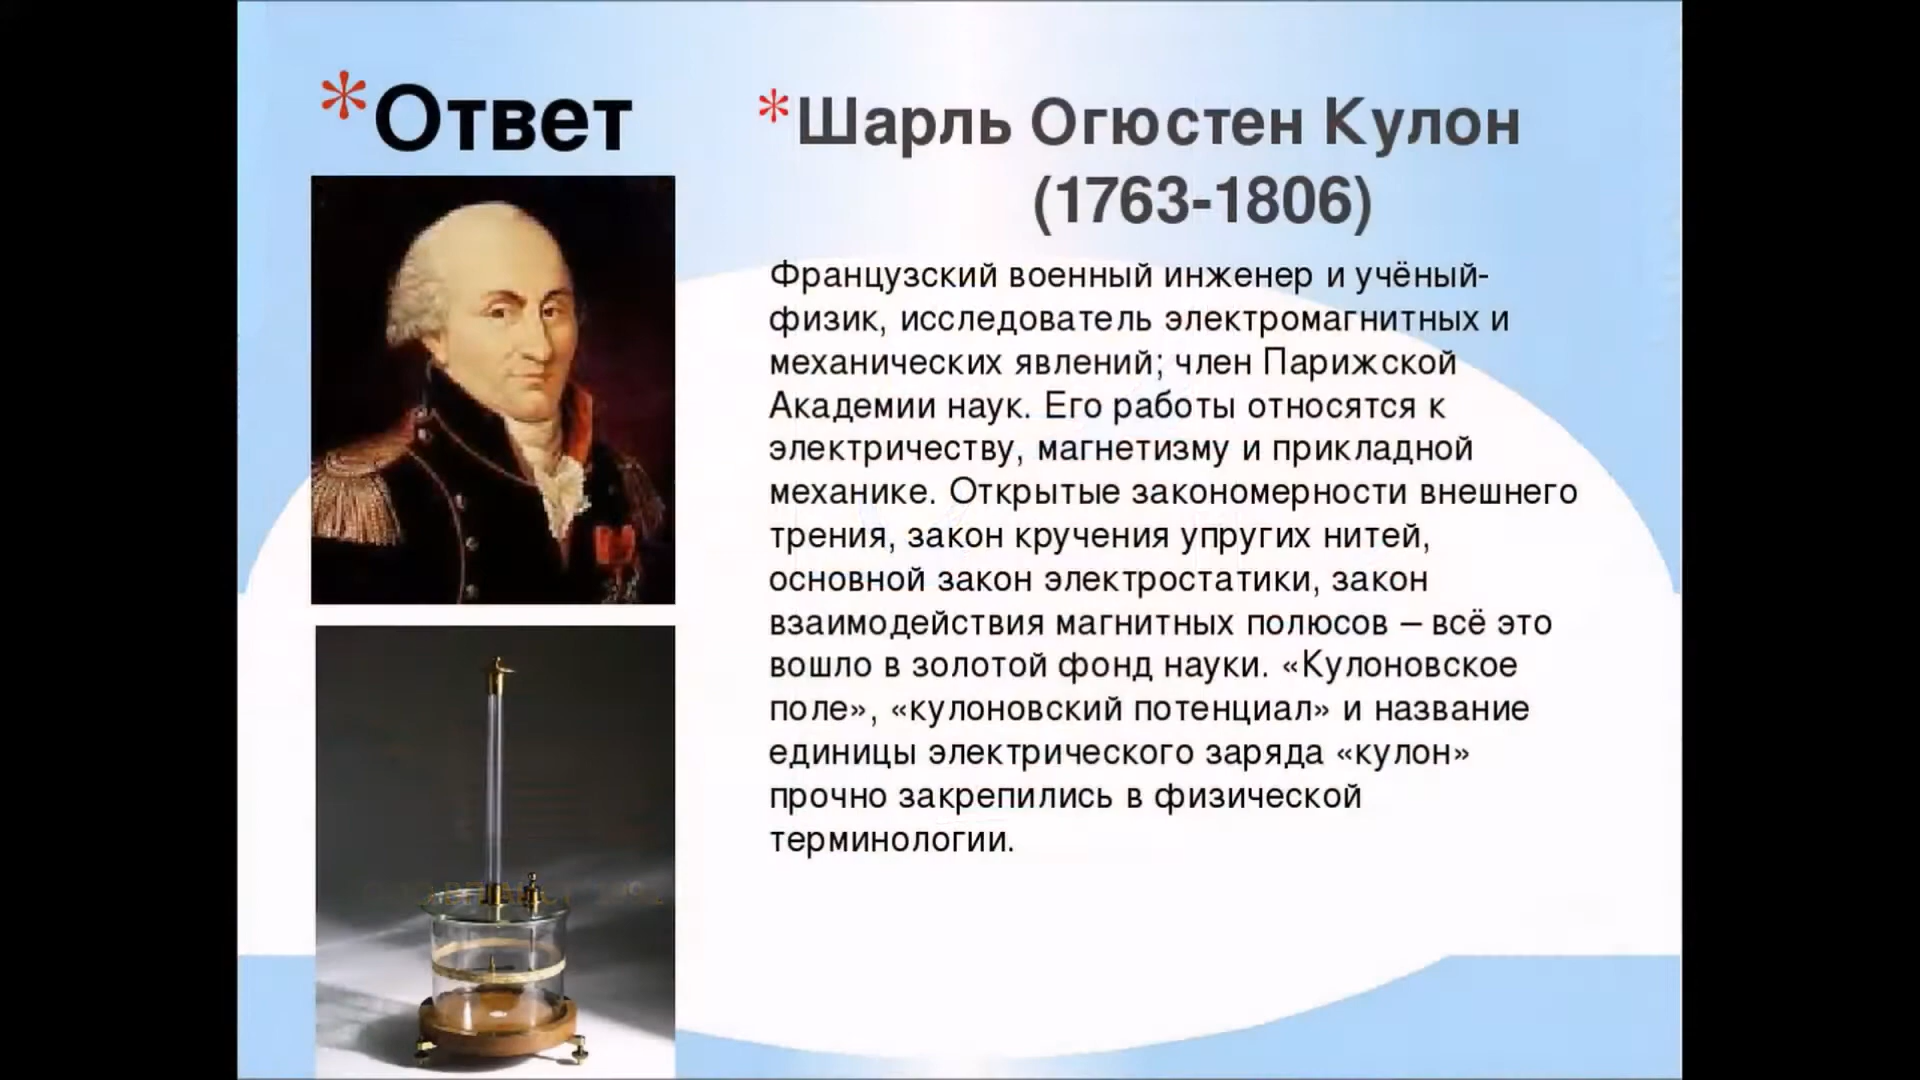 *Ответ
*Шарль Огюстен Кулон
(1763-1806)
Французский военный инженер и учёный-
физик, исследователь электромагнитных и
механических явлений; член Парижской
Академии наук. Его работы относятся к
электричеству, магнетизму и прикладной
механике. Открытые закономерности внешнего
трения, закон кручения упругих нитей,
основной закон электростатики, закон
взаимодействия магнитных полюсов – всё это
вошло в золотой фонд науки. «Кулоновское
поле», «кулоновский потенциал» и название
единицы электрического заряда «кулон»
прочно закрепились в физической
терминологии.